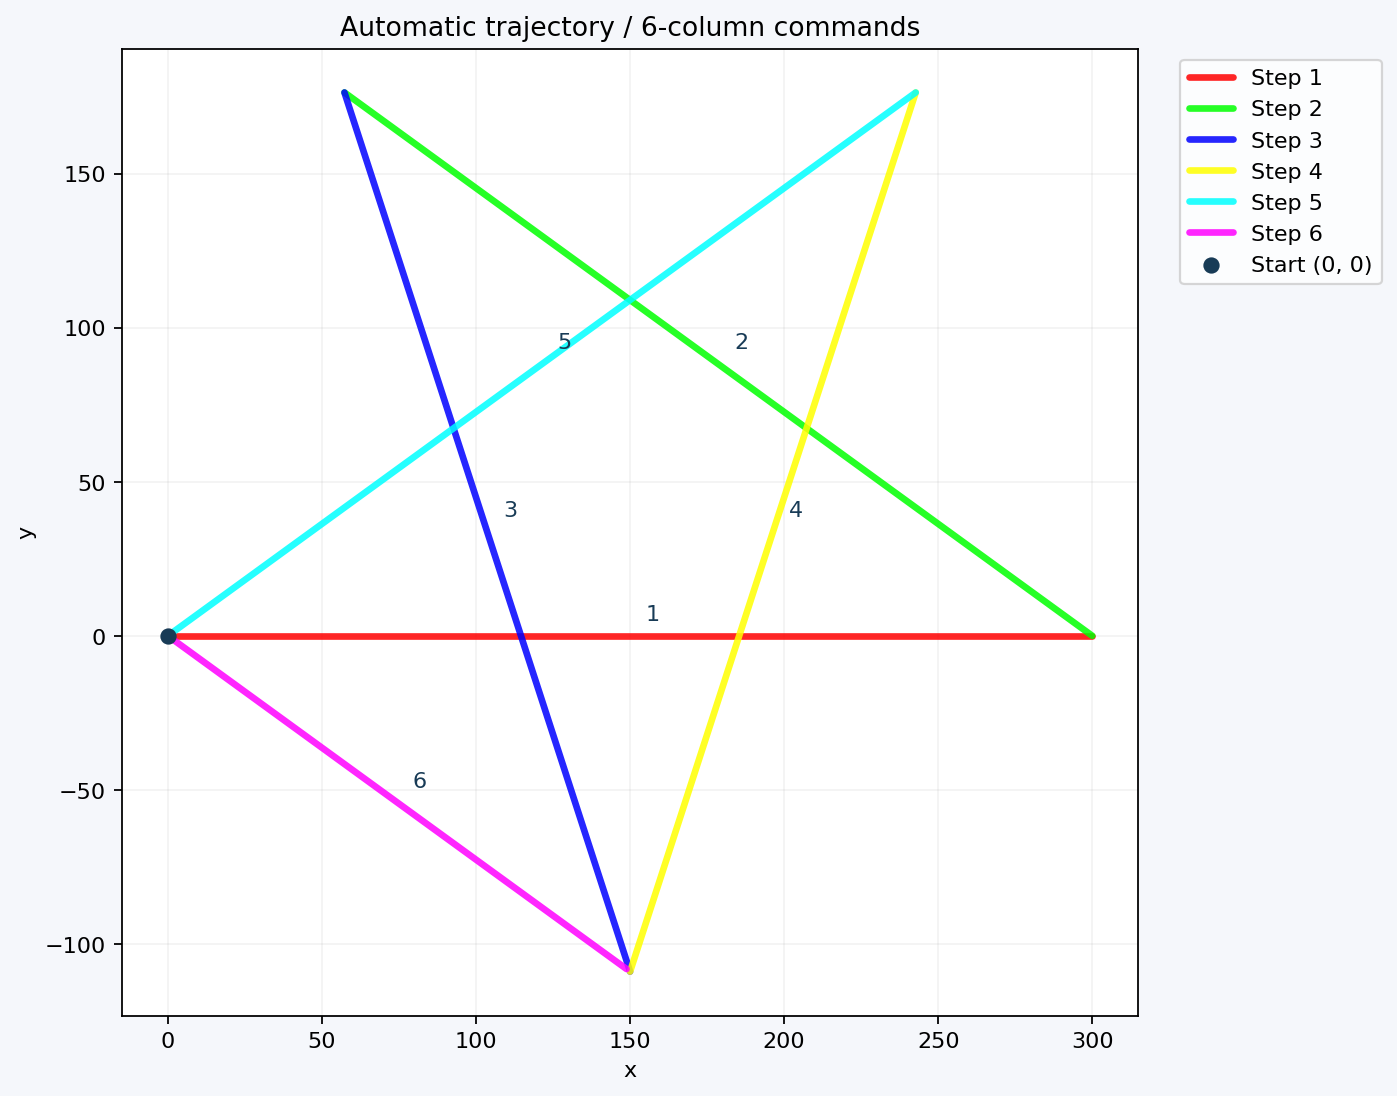 Automatic trajectory / 6-column commands
Step 1
Step 2
Step 3
Step 4
Step 5
Step 6
Start (0, 0)
150
100
50
0
−50
−100
y
5
2
3
4
1
6
0
50
100
150
200
250
300
x